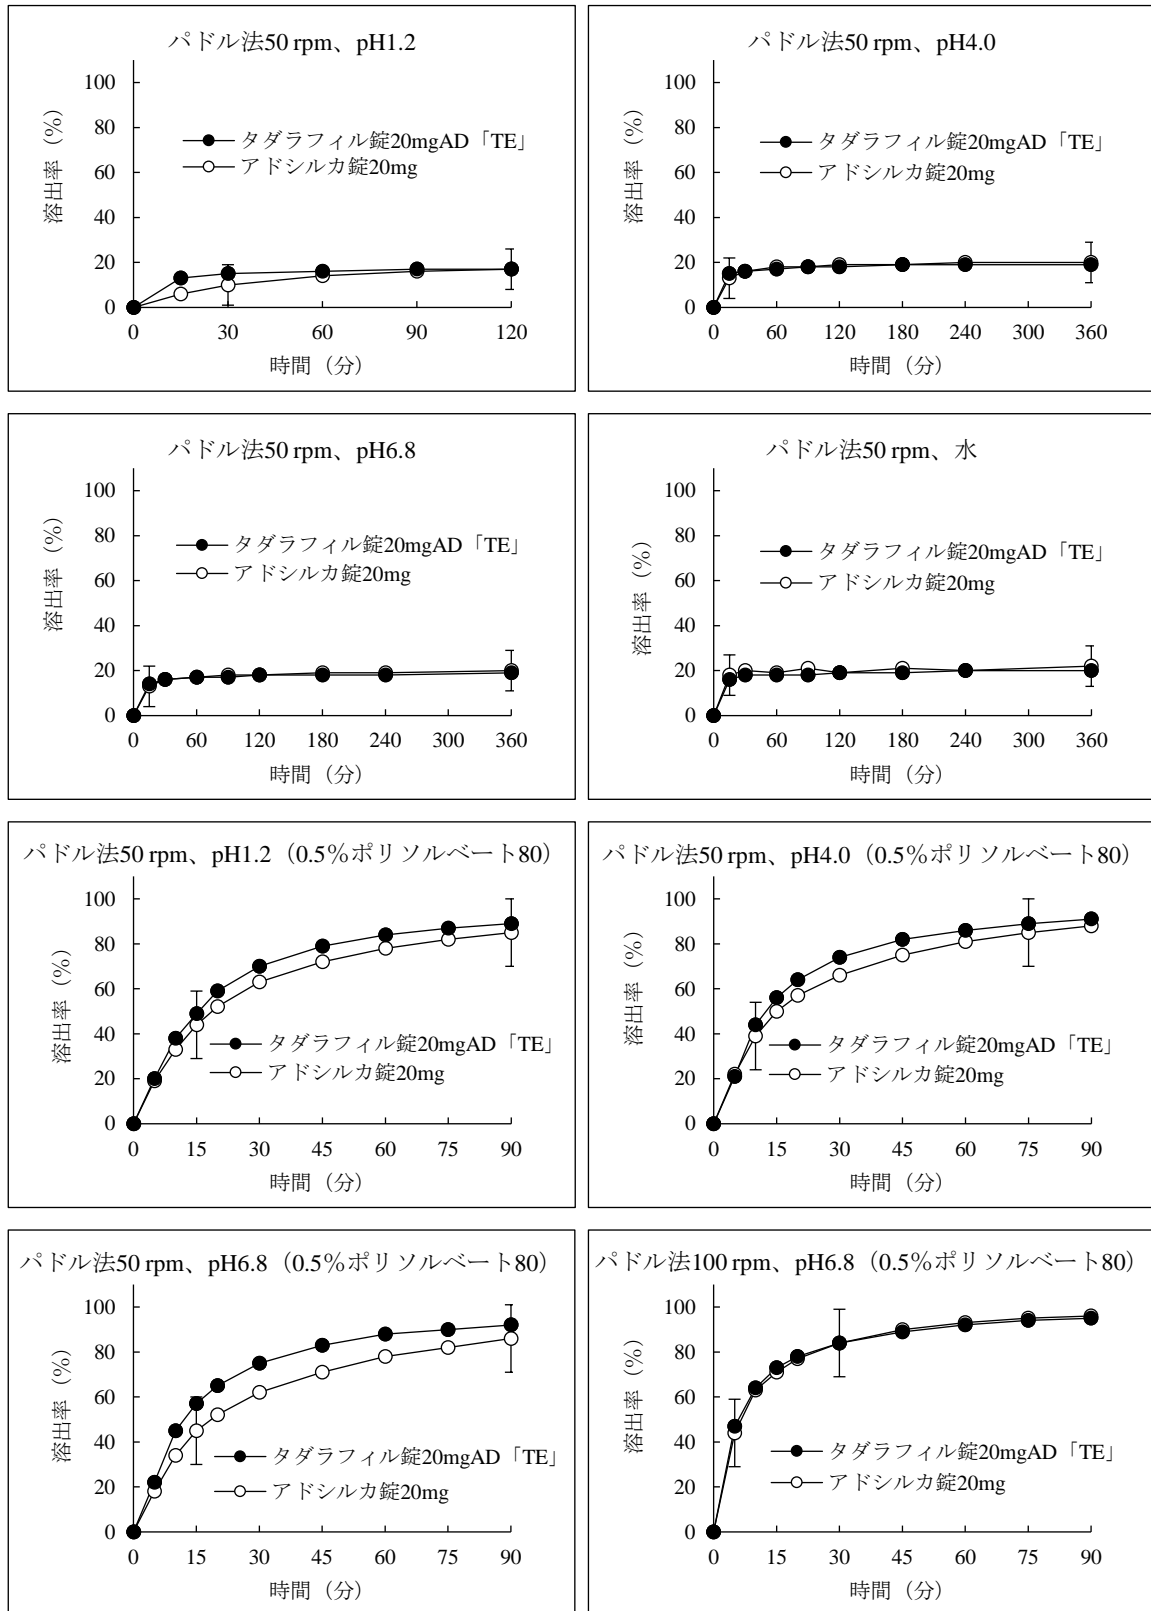 パドル法50 rpm、pH1.2
溶出率（%）
100
80
60
40
20
0
タダラフィル錠20mgAD「TE」
アドシルカ錠20mg
0 30 60 90 120
時間（分）
パドル法50 rpm、pH4.0
溶出率（%）
100
80
60
40
20
0
タダラフィル錠20mgAD「TE」
アドシルカ錠20mg
0 60 120 180 240 300 360
時間（分）
パドル法50 rpm、pH6.8
溶出率（%）
100
80
60
40
20
0
タダラフィル錠20mgAD「TE」
アドシルカ錠20mg
0 60 120 180 240 300 360
時間（分）
パドル法50 rpm、水
溶出率（%）
100
80
60
40
20
0
タダラフィル錠20mgAD「TE」
アドシルカ錠20mg
0 60 120 180 240 300 360
時間（分）
パドル法50 rpm、pH1.2（0.5%ポリソルベート80）
溶出率（%）
100
80
60
40
20
0
タダラフィル錠20mgAD「TE」
アドシルカ錠20mg
0 15 30 45 60 75 90
時間（分）
パドル法50 rpm、pH4.0（0.5%ポリソルベート80）
溶出率（%）
100
80
60
40
20
0
タダラフィル錠20mgAD「TE」
アドシルカ錠20mg
0 15 30 45 60 75 90
時間（分）
パドル法50 rpm、pH6.8（0.5%ポリソルベート80）
溶出率（%）
100
80
60
40
20
0
タダラフィル錠20mgAD「TE」
アドシルカ錠20mg
0 15 30 45 60 75 90
時間（分）
パドル法100 rpm、pH6.8（0.5%ポリソルベート80）
溶出率（%）
100
80
60
40
20
0
タダラフィル錠20mgAD「TE」
アドシルカ錠20mg
0 15 30 45 60 75 90
時間（分）